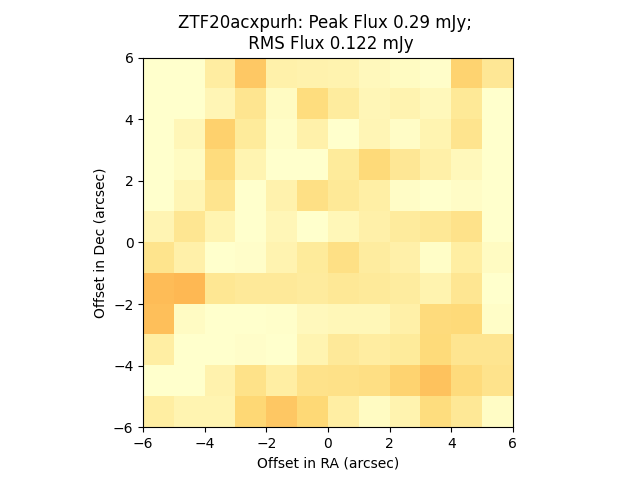 ZTF20acxpurh: Peak Flux 0.29 mJy;
RMS Flux 0.122 mJy
6
4
2
0
−2
−4
−6
Offset in Dec (arcsec)
−6 −4 −2 0 2 4 6
Offset in RA (arcsec)